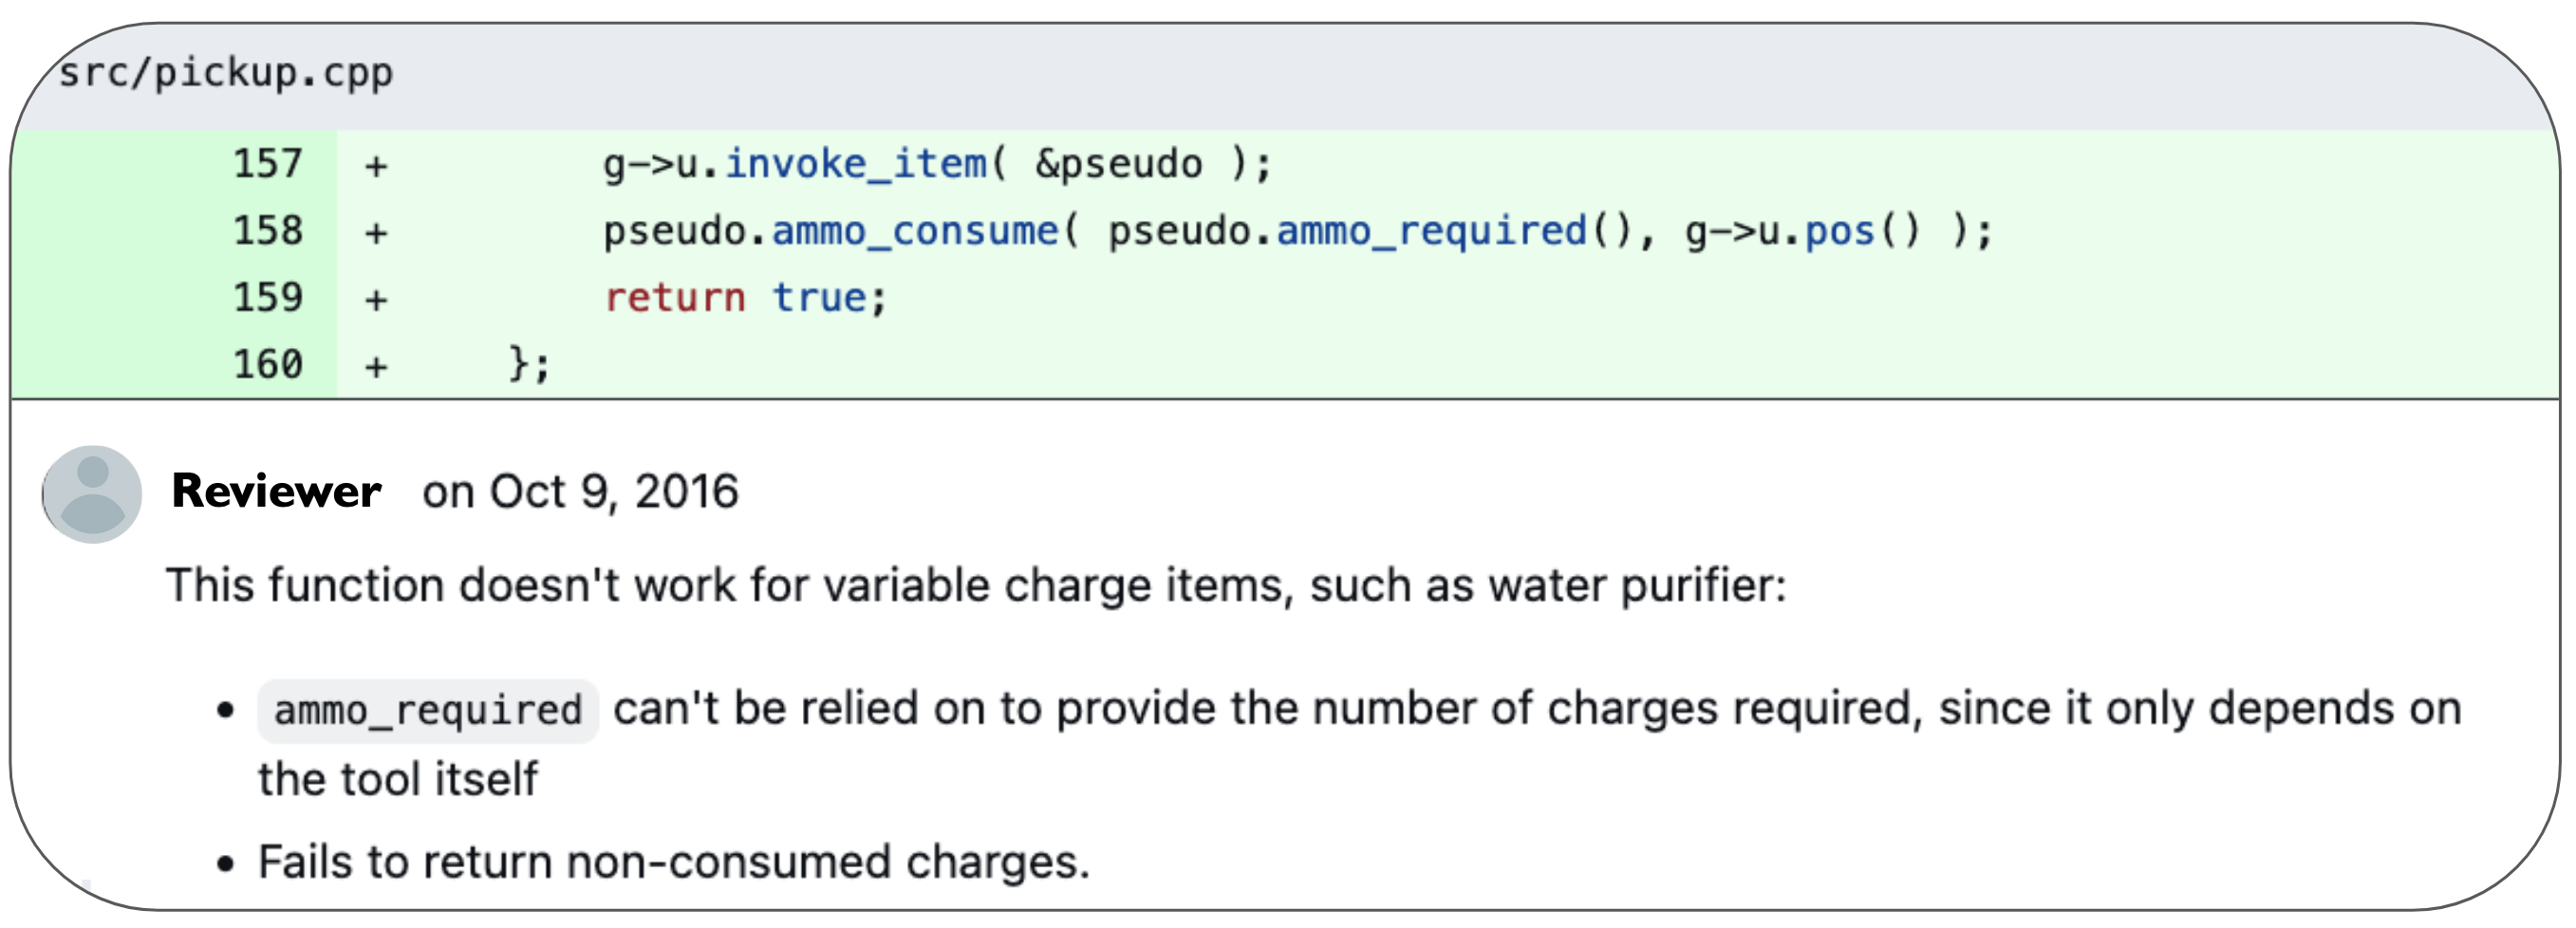 src/pickup.cpp
157 + g->u.invoke_item( &pseudo );
158 + pseudo.ammo_consume( pseudo.ammo_required(), g->u.pos() );
159 + return true;
160 + };
Reviewer on Oct 9, 2016
This function doesn't work for variable charge items, such as water purifier:
• ammo_required can't be relied on to provide the number of charges required, since it only depends on
the tool itself
• Fails to return non-consumed charges.